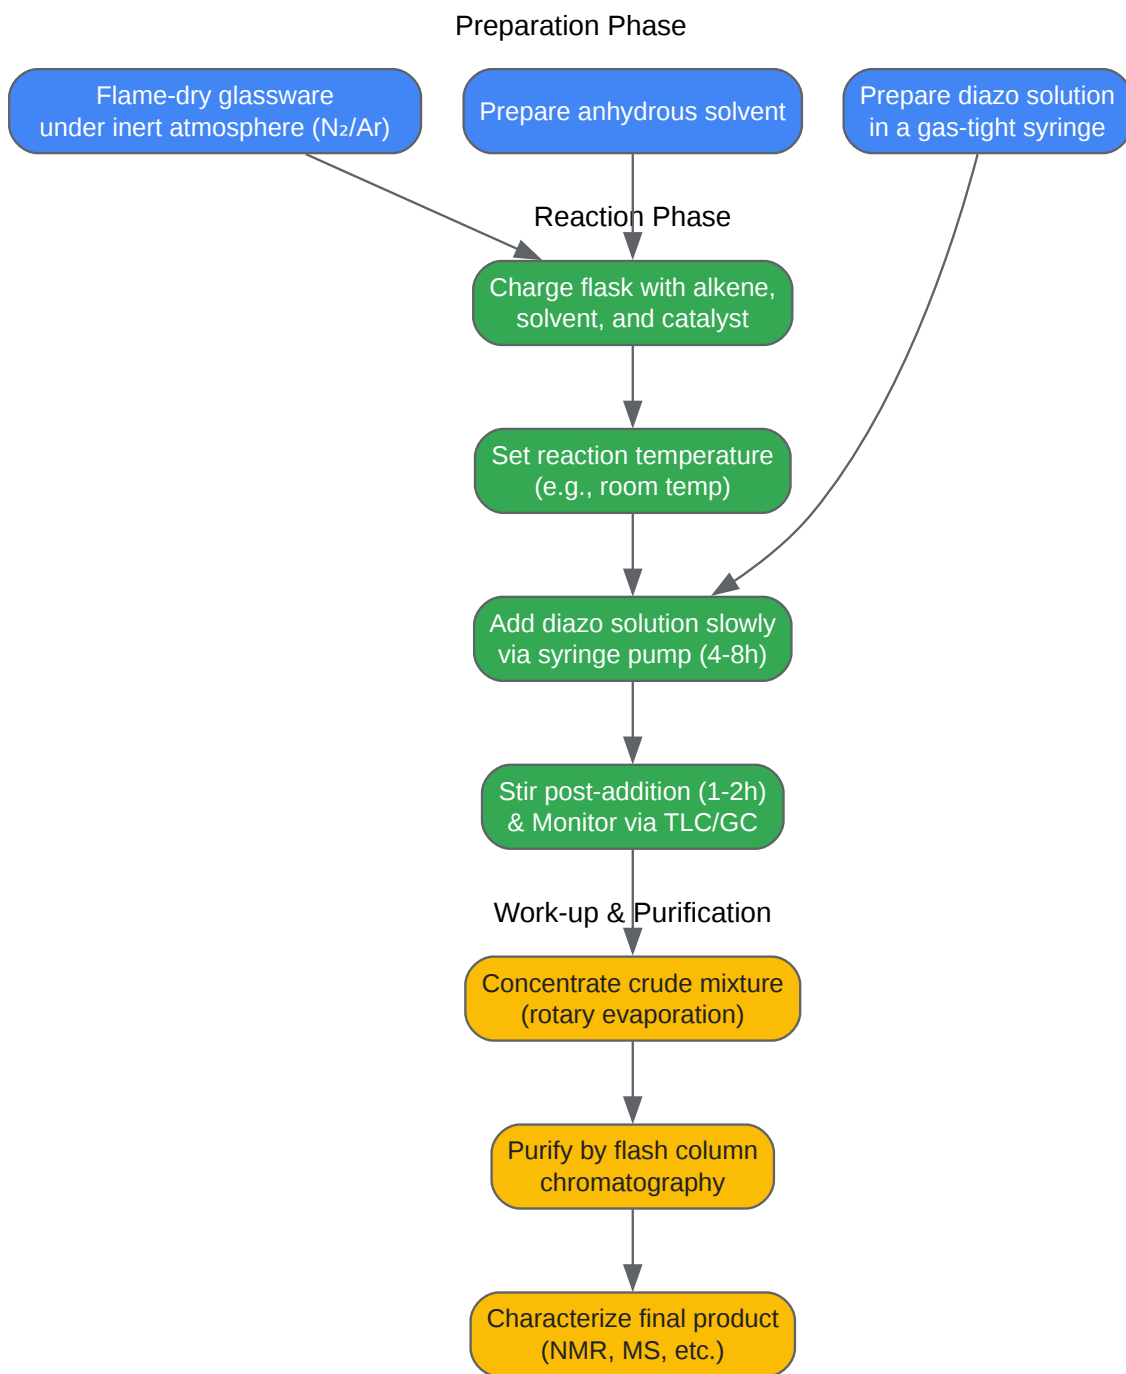 Preparation Phase
Flame-dry glassware
under inert atmosphere (N₂/Ar)
Prepare anhydrous solvent
Prepare diazo solution
in a gas-tight syringe
Reaction Phase
Charge flask with alkene,
solvent, and catalyst
Set reaction temperature
(e.g., room temp)
Add diazo solution slowly
via syringe pump (4-8h)
Stir post-addition (1-2h)
& Monitor via TLC/GC
Work-up & Purification
Concentrate crude mixture
(rotary evaporation)
Purify by flash column
chromatography
Characterize final product
(NMR, MS, etc.)